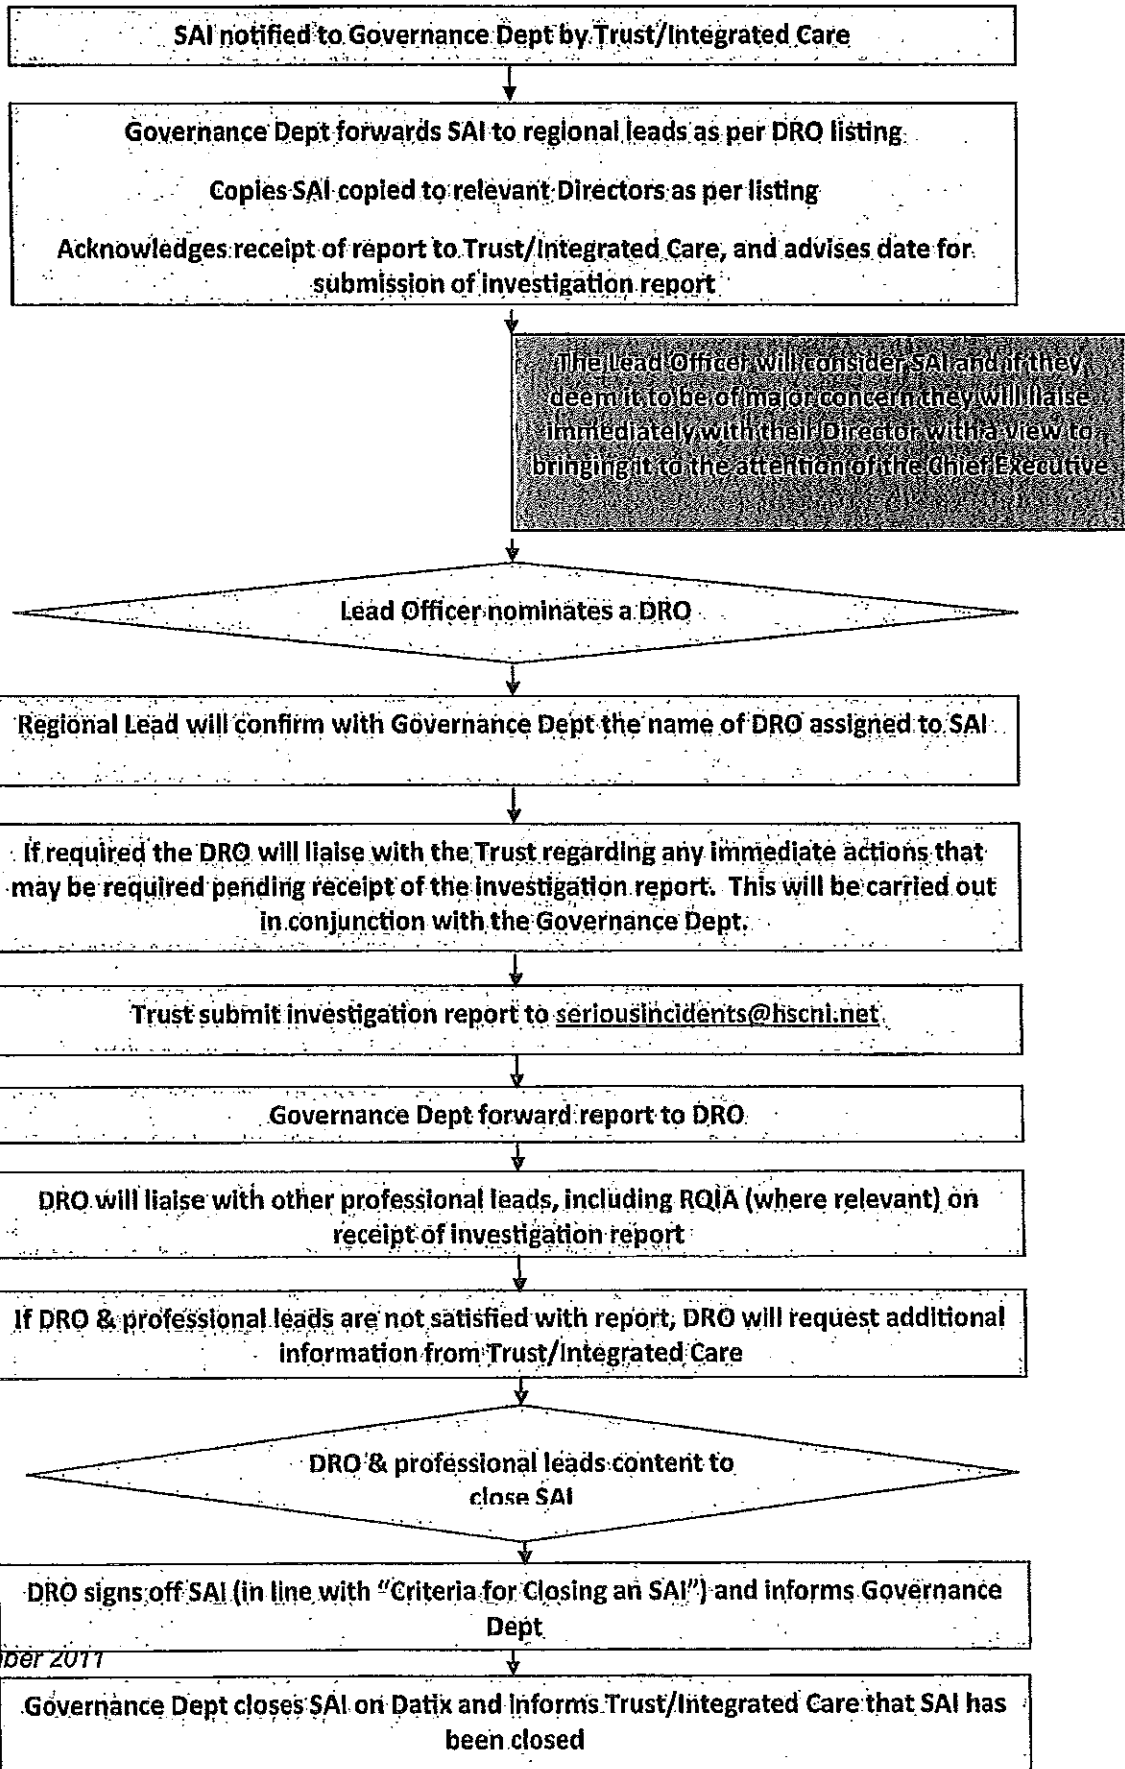 SAI notified to Governance Dept by Trust/Integrated Care
Governance Dept forwards SAI to regional leads as per DRO listing
Copies SAI copied to relevant Directors as per listing
Acknowledges receipt of report to Trust/Integrated Care, and advises date for
submission of investigation report
The Lead Officer will consider SAI and if they
deem it to be of major concern they will liaise
immediately with their Director with a view to
bringing it to the attention of the Chief Executive
Lead Officer nominates a DRO
Regional Lead will confirm with Governance Dept the name of DRO assigned to SAI
If required the DRO will liaise with the Trust regarding any immediate actions that
may be required pending receipt of the investigation report. This will be carried out
in conjunction with the Governance Dept.
Trust submit investigation report to seriousincidents@hscni.net
Governance Dept forward report to DRO
DRO will liaise with other professional leads, including RQIA (where relevant) on
receipt of investigation report
If DRO & professional leads are not satisfied with report, DRO will request additional
information from Trust/Integrated Care
DRO & professional leads content to
close SAI
DRO signs off SAI (in line with "Criteria for Closing an SAI") and informs Governance
Dept
ber 2011
Governance Dept closes SAI on Datix and informs Trust/Integrated Care that SAI has
been closed